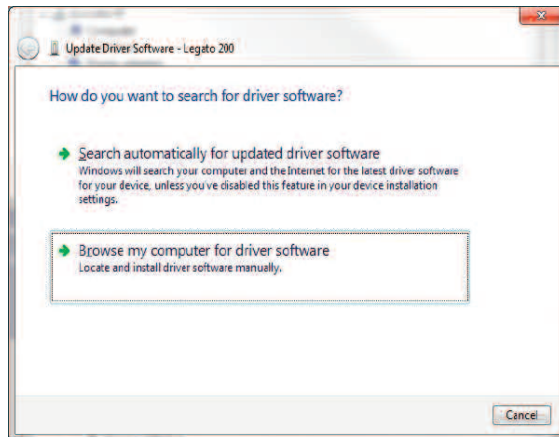 Update Driver Software - Legato 200
How do you want to search for driver software?
Search automatically for updated driver software
Windows will search your computer and the Internet for the latest driver software
for your device, unless you've disabled this feature in your device installation
settings.
Browse my computer for driver software
Locate and install driver software manually.
Cancel